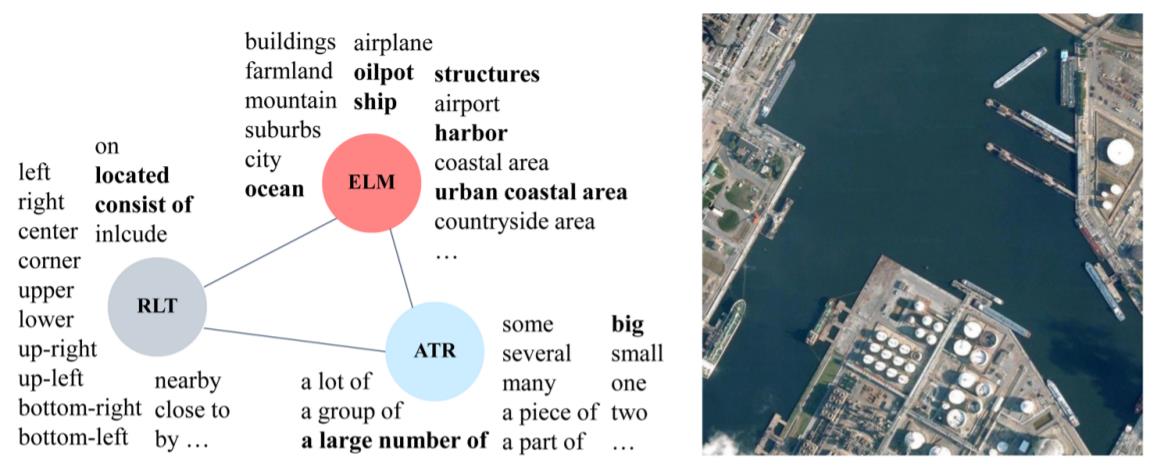 buildings airplane
farmland oilpot structures
mountain ship airport
suburbs harbor
city ELM coastal area
ocean urban coastal area
countryside area
…
on
left located
right consist of
center inlcude
corner
upper RLT
lower
up-right
up-left nearby
bottom-right close to
bottom-left by …
ATR
some big
several small
a lot of many one
a group of a piece of two
a large number of a part of …